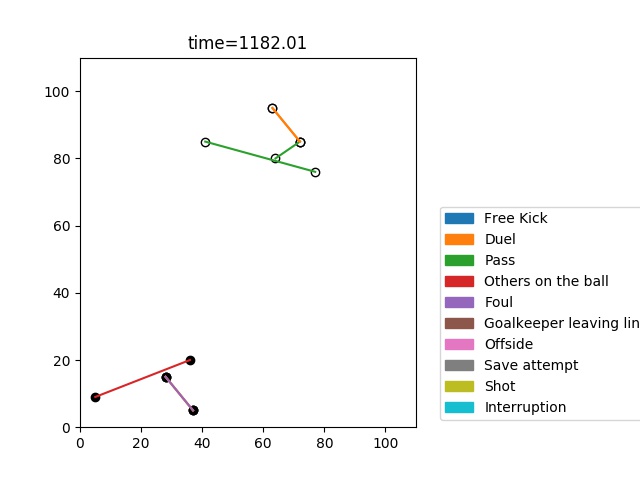 time=1182.01
100
80
60
40
20
0
0 20 40 60 80 100
Free Kick
Duel
Pass
Others on the ball
Foul
Goalkeeper leaving lin
Offside
Save attempt
Shot
Interruption